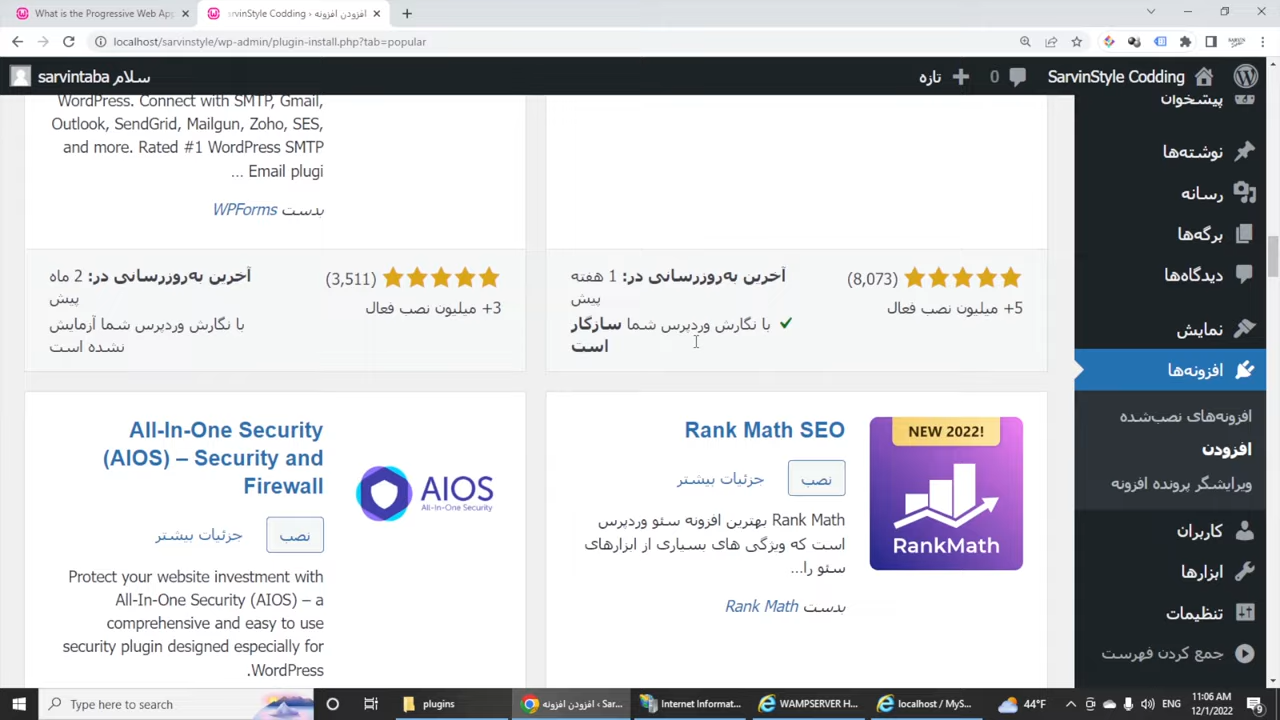 What is the Progressive Web App
sarvinStyle Codding ‹ افزودن افزونه
localhost/sarvinstyle/wp-admin/plugin-install.php?tab=popular
SarvinStyle Codding
0
تازه
سلام sarvintaba
پیشخوان
نوشته‌ها
رسانه
برگه‌ها
دیدگاه‌ها
نمایش
افزونه‌ها
افزونه‌های نصب‌شده
افزودن
ویرایشگر پرونده افزونه
کاربران
ابزارها
تنظیمات
جمع کردن فهرست
(8,073)
5+ میلیون نصب فعال
آخرین به‌روزرسانی در: 1 هفته
پیش
با نگارش وردپرس شما سازگار
است
WordPress. Connect with SMTP, Gmail,
Outlook, SendGrid, Mailgun, Zoho, SES,
and more. Rated #1 WordPress SMTP
Email plugi …
بدست WPForms
(3,511)
3+ میلیون نصب فعال
آخرین به‌روزرسانی در: 2 ماه
پیش
با نگارش وردپرس شما آزمایش
نشده است
NEW 2022!
RankMath
Rank Math SEO
نصب
جزئیات بیشتر
Rank Math بهترین افزونه سئو وردپرس
است که ویژگی های بسیاری از ابزارهای
سئو را...
بدست Rank Math
AIOS
All-In-One Security
All-In-One Security
(AIOS) – Security and
Firewall
نصب
جزئیات بیشتر
Protect your website investment with
All-In-One Security (AIOS) – a
comprehensive and easy to use
security plugin designed especially for
.WordPress
Type here to search
plugins
افزودن افزونه ‹ Sar...
Internet Informat...
WAMPSERVER H...
localhost / MyS...
44°F
ENG
11:06 AM
12/1/2022
9